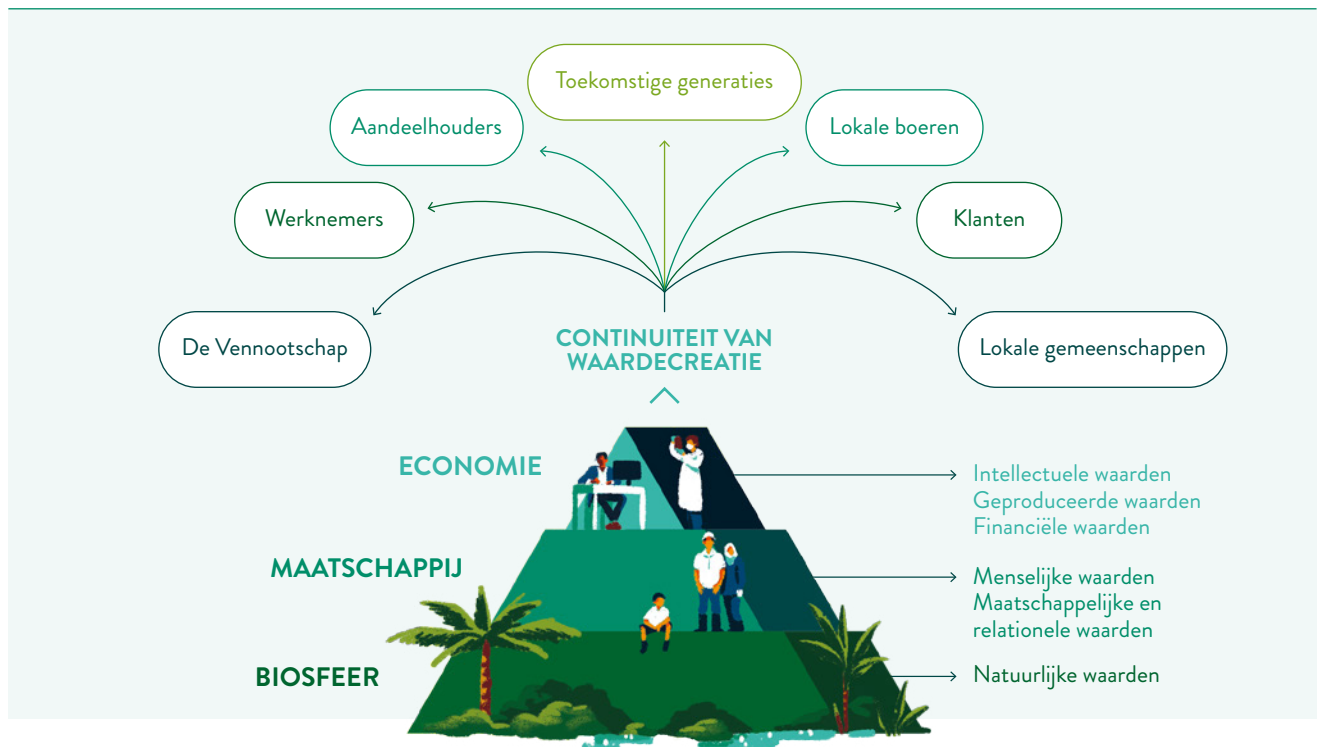 Toekomstige generaties
Aandeelhouders
Lokale boeren
Werknemers
Klanten
De Vennootschap
Lokale gemeenschappen
CONTINUITEIT VAN
WAARDECREATIE
ECONOMIE
Intellectuele waarden
Geproduceerde waarden
Financiële waarden
MAATSCHAPPIJ
Menselijke waarden
Maatschappelijke en
relationele waarden
BIOSFEER
Natuurlijke waarden